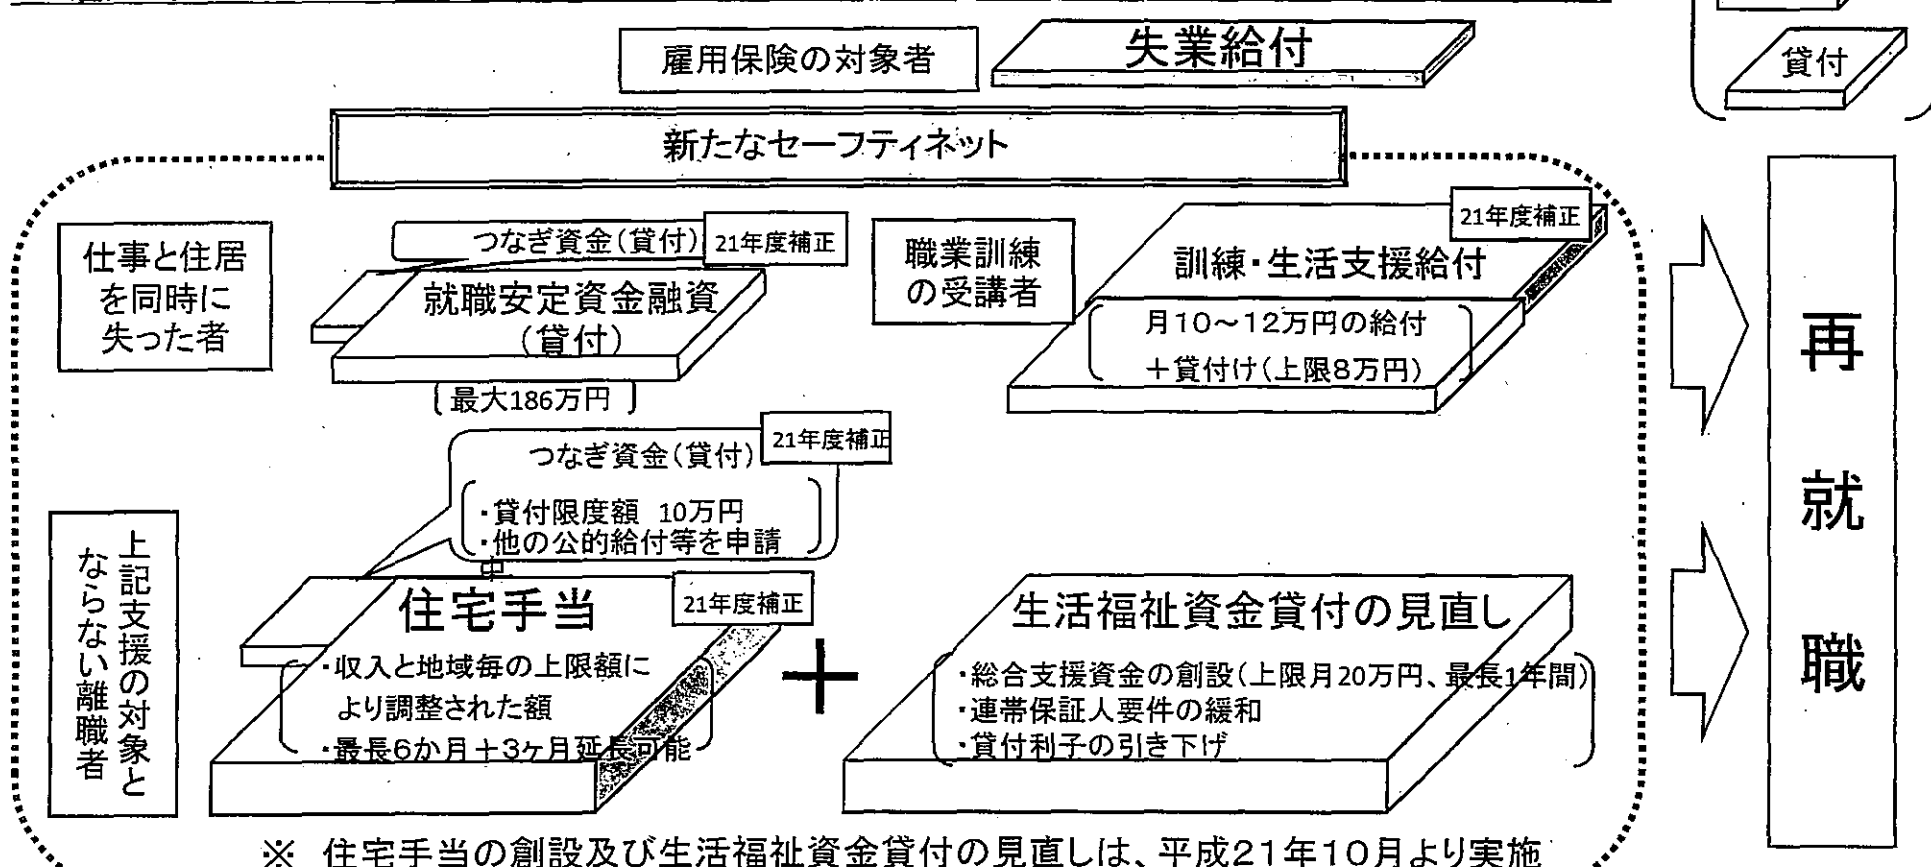 雇用保険の対象者
失業給付
貸付
新たなセーフティネット
仕事と住居
を同時に
失った者
つなぎ資金(貸付)
21年度補正
就職安定資金融資
(貸付)
最大186万円
職業訓練
の受講者
21年度補正
訓練・生活支援給付
月10～12万円の給付
＋貸付け(上限8万円)
上記支援の対象と
ならない離職者
つなぎ資金(貸付)
21年度補正
・貸付限度額 10万円
・他の公的給付等を申請
中
住宅手当
21年度補正
・収入と地域毎の上限額に
より調整された額
・最長6か月＋3ヶ月延長可能
＋
生活福祉資金貸付の見直し
・総合支援資金の創設(上限月20万円、最長1年間)
・連帯保証人要件の緩和
・貸付利子の引き下げ
再就職
※ 住宅手当の創設及び生活福祉資金貸付の見直しは、平成21年10月より実施